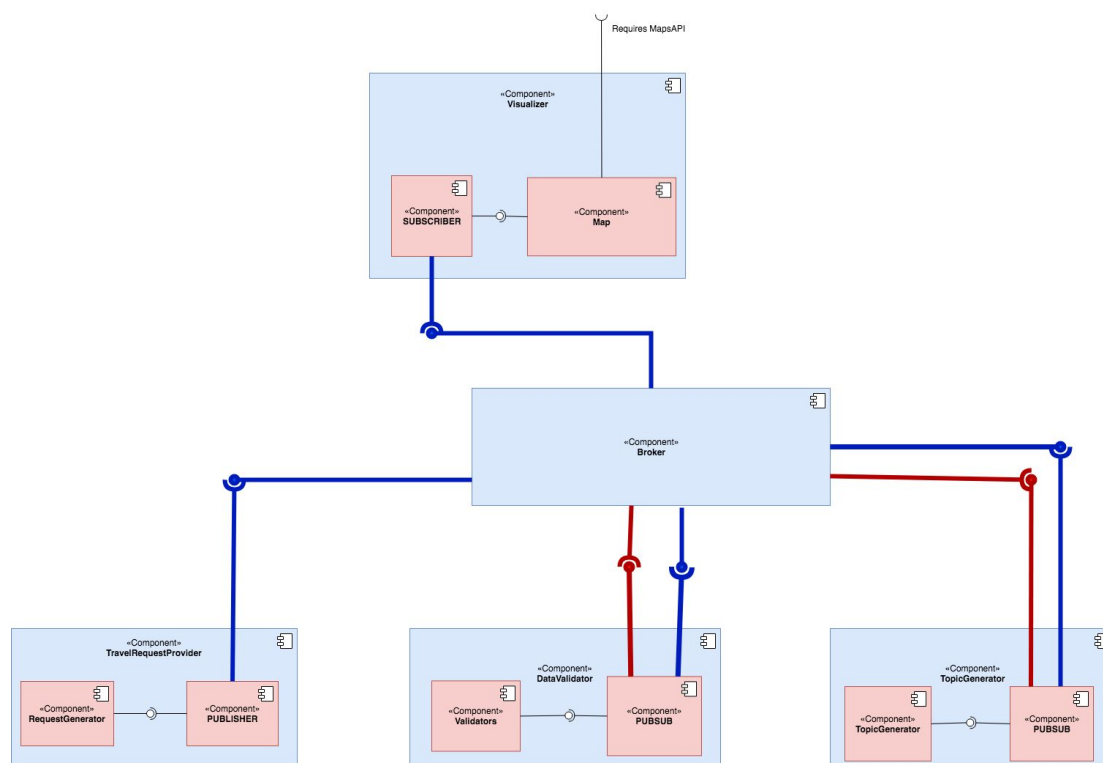 Requires MapsAPI
«Component»
Visualizer
«Component»
SUBSCRIBER
«Component»
Map
«Component»
Broker
«Component»
TravelRequestProvider
«Component»
RequestGenerator
«Component»
PUBLISHER
«Component»
DataValidator
«Component»
Validators
«Component»
PUBSUB
«Component»
TopicGenerator
«Component»
TopicGenerator
«Component»
PUBSUB